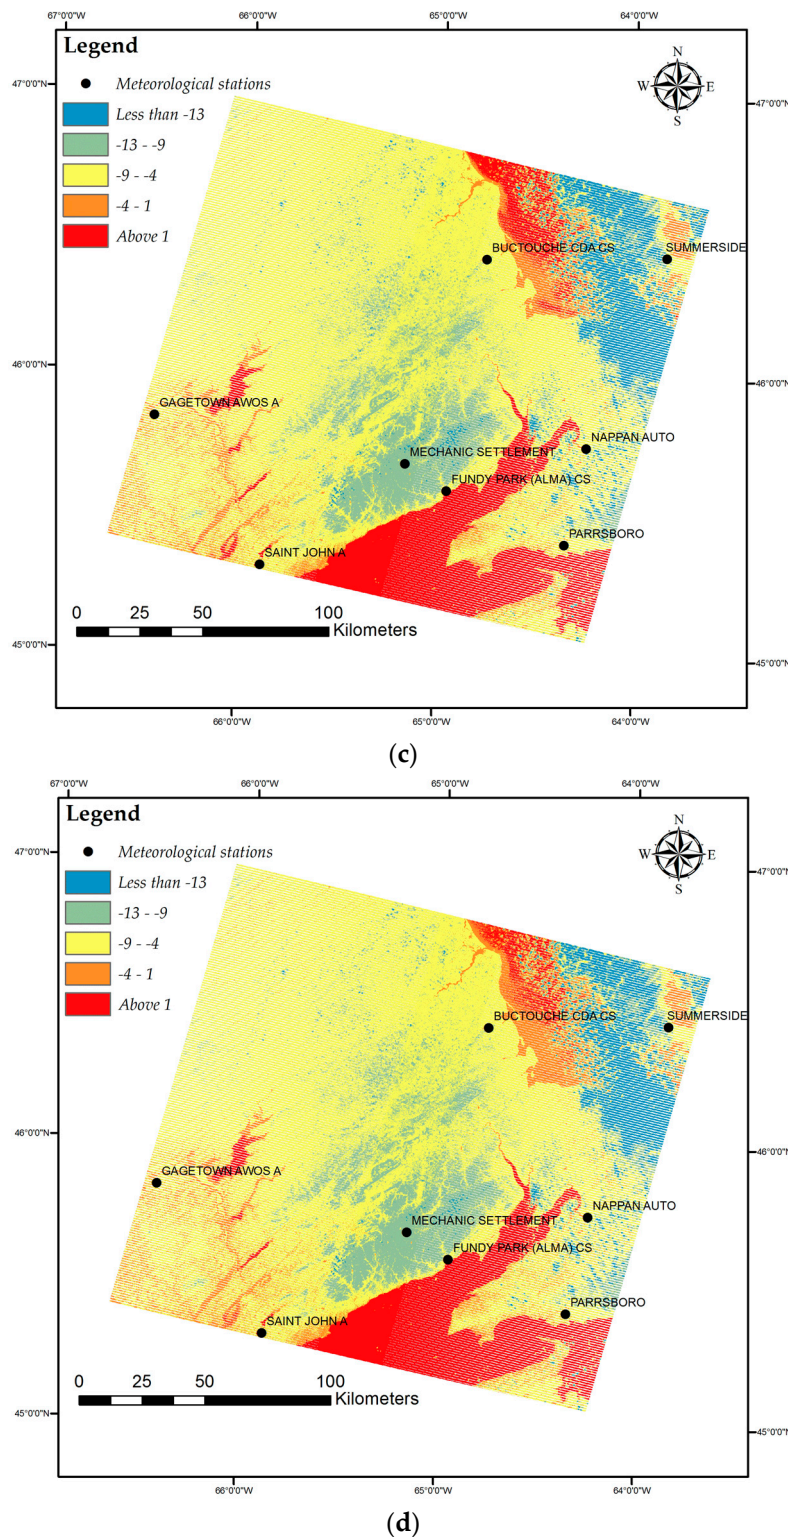 67°0'0"W 66°0'0"W 65°0'0"W 64°0'0"W
Legend
N
W E
S
Meteorological stations
47°0'0"N 47°0'0"N
Less than -13
-13 - -9
-9 - -4
-4 - 1
Above 1
BUCTOUCHE CDA CS SUMMERSIDE
46°0'0"N 46°0'0"N
GAGETOWN AWOS A
NAPPAN AUTO
MECHANIC SETTLEMENT
FUNDY PARK (ALMA) CS
PARRSBORO
SAINT JOHN A
0 25 50 100
Kilometers
45°0'0"N 45°0'0"N
66°0'0"W 65°0'0"W 64°0'0"W
(c)
67°0'0"W 66°0'0"W 65°0'0"W 64°0'0"W
Legend
N
W E
S
Meteorological stations
47°0'0"N 47°0'0"N
Less than -13
-13 - -9
-9 - -4
-4 - 1
Above 1
BUCTOUCHE CDA CS SUMMERSIDE
46°0'0"N 46°0'0"N
GAGETOWN AWOS A
NAPPAN AUTO
MECHANIC SETTLEMENT
FUNDY PARK (ALMA) CS
PARRSBORO
SAINT JOHN A
0 25 50 100
Kilometers
45°0'0"N 45°0'0"N
66°0'0"W 65°0'0"W 64°0'0"W
(d)